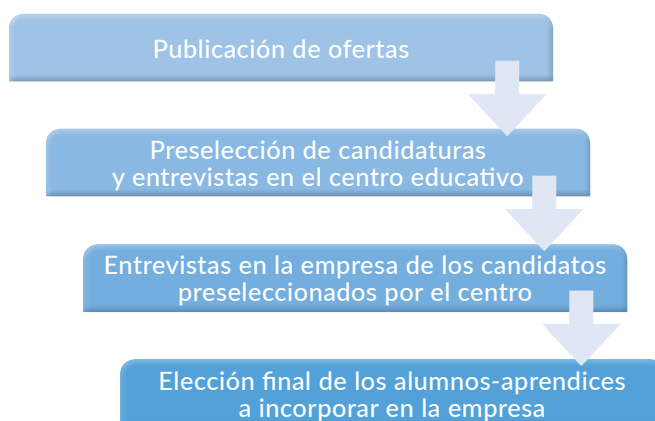 Publicación de ofertas
Preselección de candidaturas
y entrevistas en el centro educativo
Entrevistas en la empresa de los candidatos
preseleccionados por el centro
Elección final de los alumnos-aprendices
a incorporar en la empresa